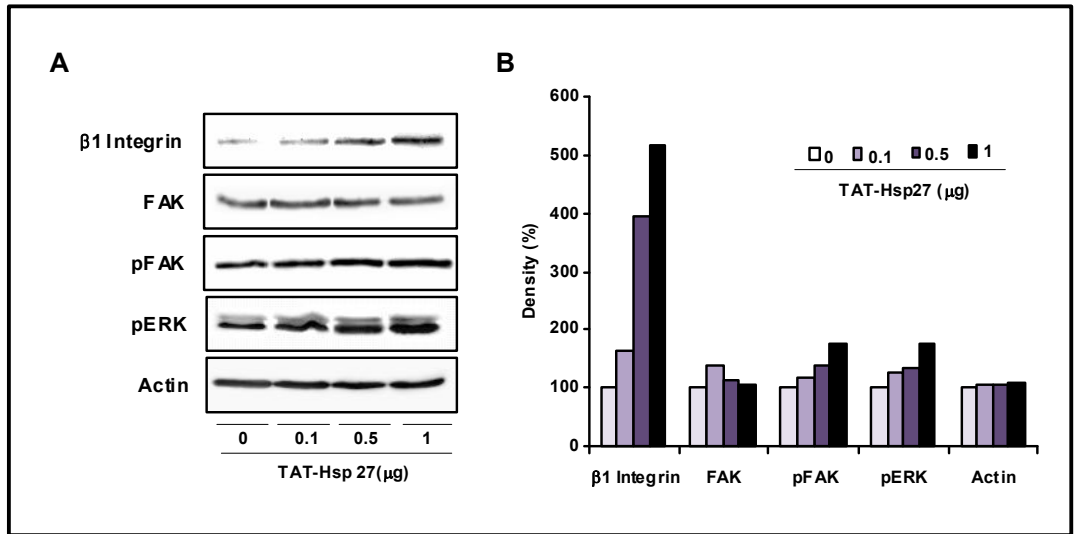 A
β1 Integrin
FAK
pFAK
pERK
Actin
0 0.1 0.5 1
TAT-Hsp 27(μg)
B
600
500
400
300
200
100
0
Density (%)
0 0.1 0.5 1
TAT-Hsp27 (μg)
β1 Integrin FAK pFAK pERK Actin